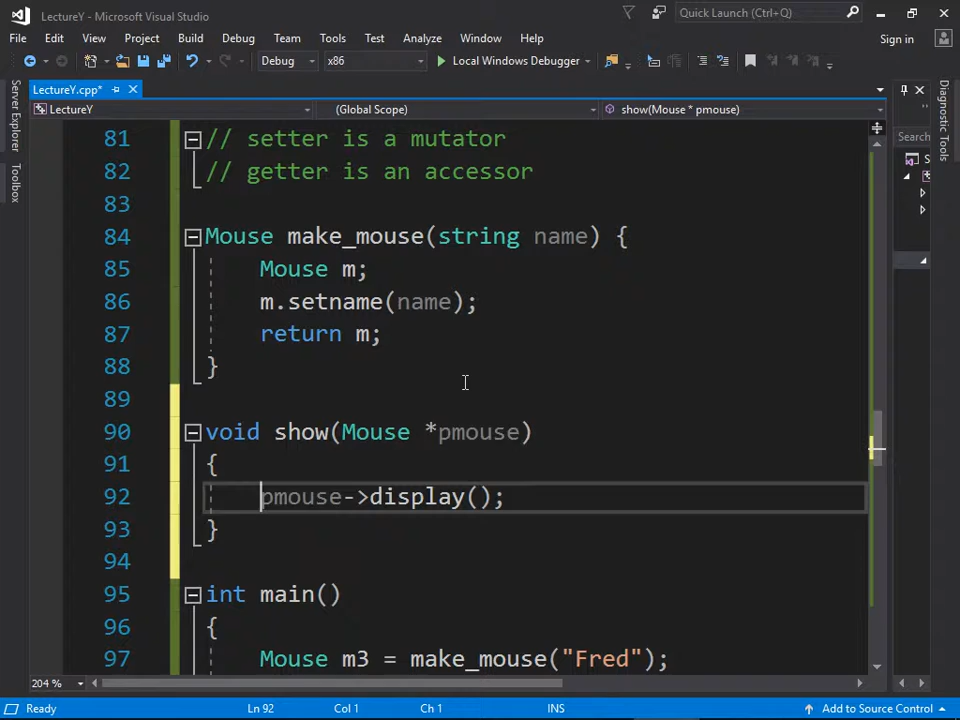 LectureY - Microsoft Visual Studio
Quick Launch (Ctrl+Q)
File Edit View Project Build Debug Team Tools Test Analyze Window Help
Sign in
Debug x86 Local Windows Debugger
LectureY.cpp*
LectureY (Global Scope) show(Mouse * pmouse)
Server Explorer
Toolbox
Diagnostic Tools
Search
81 // setter is a mutator
82 // getter is an accessor
83
84 Mouse make_mouse(string name) {
85 Mouse m;
86 m.setname(name);
87 return m;
88 }
89
90 void show(Mouse *pmouse)
91 {
92 pmouse->display();
93 }
94
95 int main()
96 {
97 Mouse m3 = make_mouse("Fred");
204 %
Ready Ln 92 Col 1 Ch 1 INS Add to Source Control